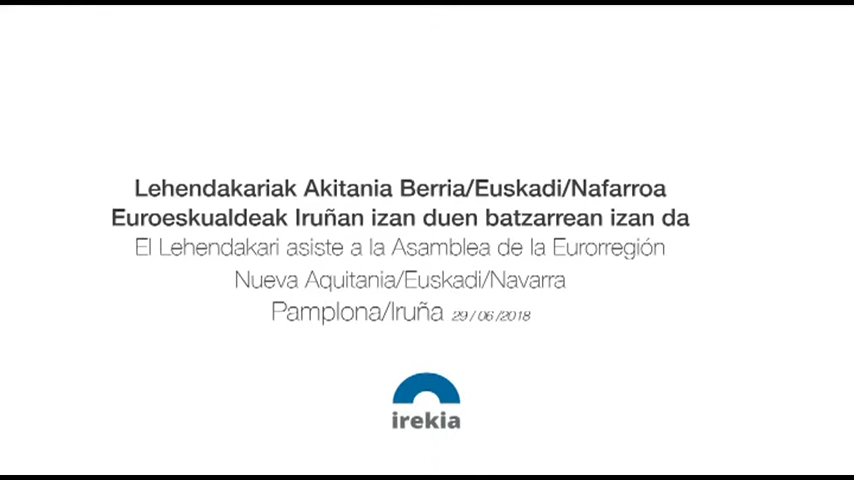 Lehendakariak Akitania Berria/Euskadi/Nafarroa
Euroeskualdeak Iruñan izan duen batzarrean izan da
El Lehendakari asiste a la Asamblea de la Eurorregión
Nueva Aquitania/Euskadi/Navarra
Pamplona/Iruña 29/06/2018
irekia